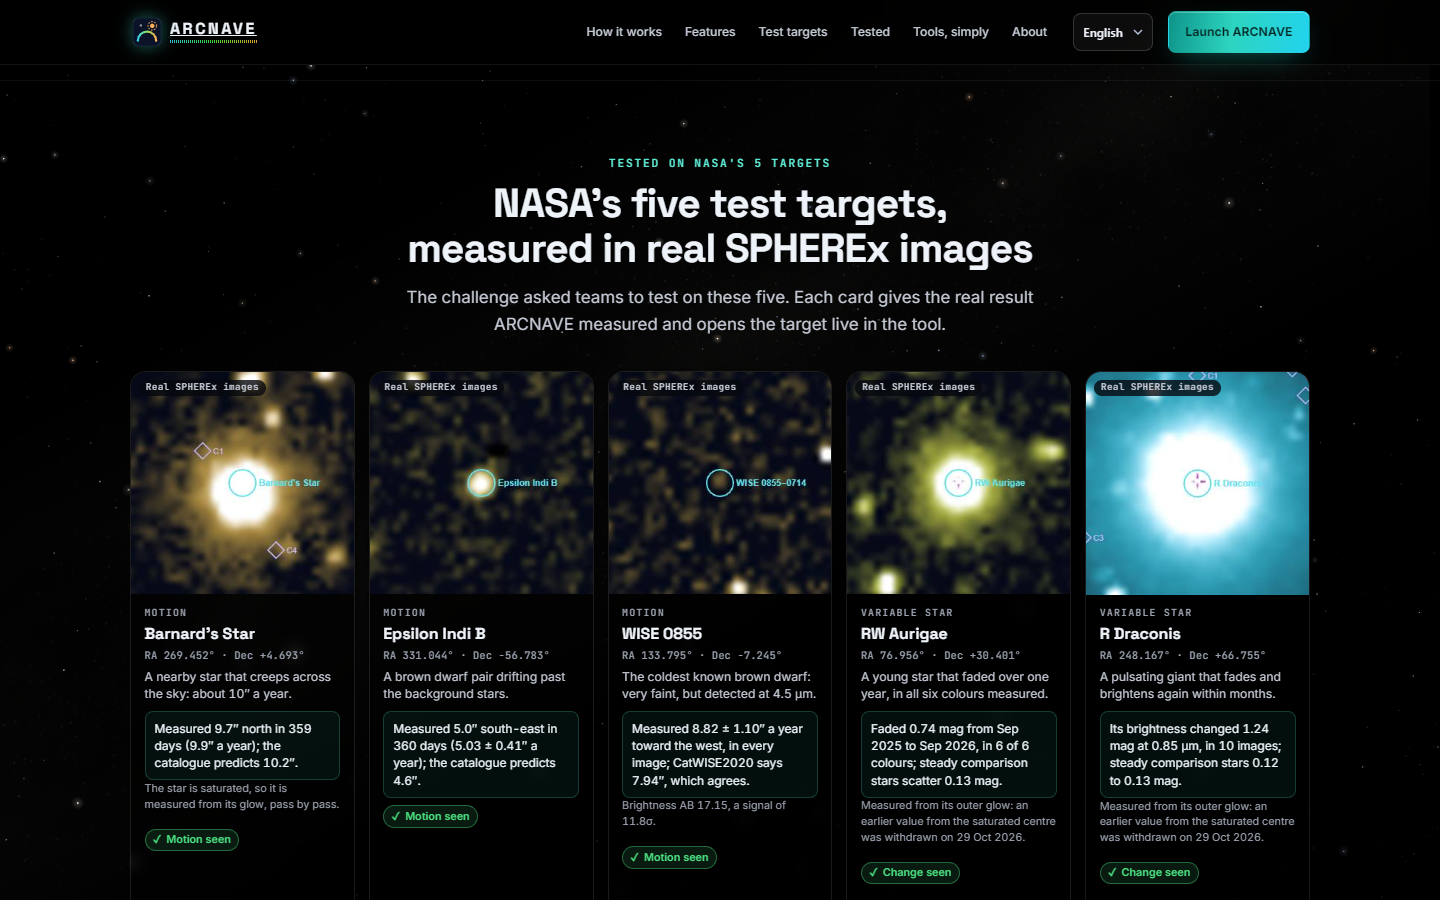 ARCNAVE
How it works
Features
Test targets
Tested
Tools, simply
About
English
Launch ARCNAVE
TESTED ON NASA'S 5 TARGETS
NASA's five test targets,
measured in real SPHEREx images
The challenge asked teams to test on these five. Each card gives the real result
ARCNAVE measured and opens the target live in the tool.
Real SPHEREx images
C1
Barnard's Star
C4
MOTION
Barnard's Star
RA 269.452° · Dec +4.693°
A nearby star that creeps across
the sky: about 10″ a year.
Measured 9.7″ north in 359
days (9.9″ a year); the
catalogue predicts 10.2″.
The star is saturated, so it is
measured from its glow, pass by pass.
✓ Motion seen
Real SPHEREx images
Epsilon Indi B
MOTION
Epsilon Indi B
RA 331.044° · Dec -56.783°
A brown dwarf pair drifting past
the background stars.
Measured 5.0″ south-east in
360 days (5.03 ± 0.41″ a
year); the catalogue predicts
4.6″.
✓ Motion seen
Real SPHEREx images
WISE 0855–0714
MOTION
WISE 0855
RA 133.795° · Dec -7.245°
The coldest known brown dwarf:
very faint, but detected at 4.5 µm.
Measured 8.82 ± 1.10″ a year
toward the west, in every
image; CatWISE2020 says
7.94″, which agrees.
Brightness AB 17.15, a signal of
11.8σ.
✓ Motion seen
Real SPHEREx images
RW Aurigae
VARIABLE STAR
RW Aurigae
RA 76.956° · Dec +30.401°
A young star that faded over one
year, in all six colours measured.
Faded 0.74 mag from Sep
2025 to Sep 2026, in 6 of 6
colours; steady comparison
stars scatter 0.13 mag.
Measured from its outer glow: an
earlier value from the saturated centre
was withdrawn on 29 Oct 2026.
✓ Change seen
Real SPHEREx images
C1
R Draconis
C3
VARIABLE STAR
R Draconis
RA 248.167° · Dec +66.755°
A pulsating giant that fades and
brightens again within months.
Its brightness changed 1.24
mag at 0.85 µm, in 10 images;
steady comparison stars 0.12
to 0.13 mag.
Measured from its outer glow: an
earlier value from the saturated centre
was withdrawn on 29 Oct 2026.
✓ Change seen